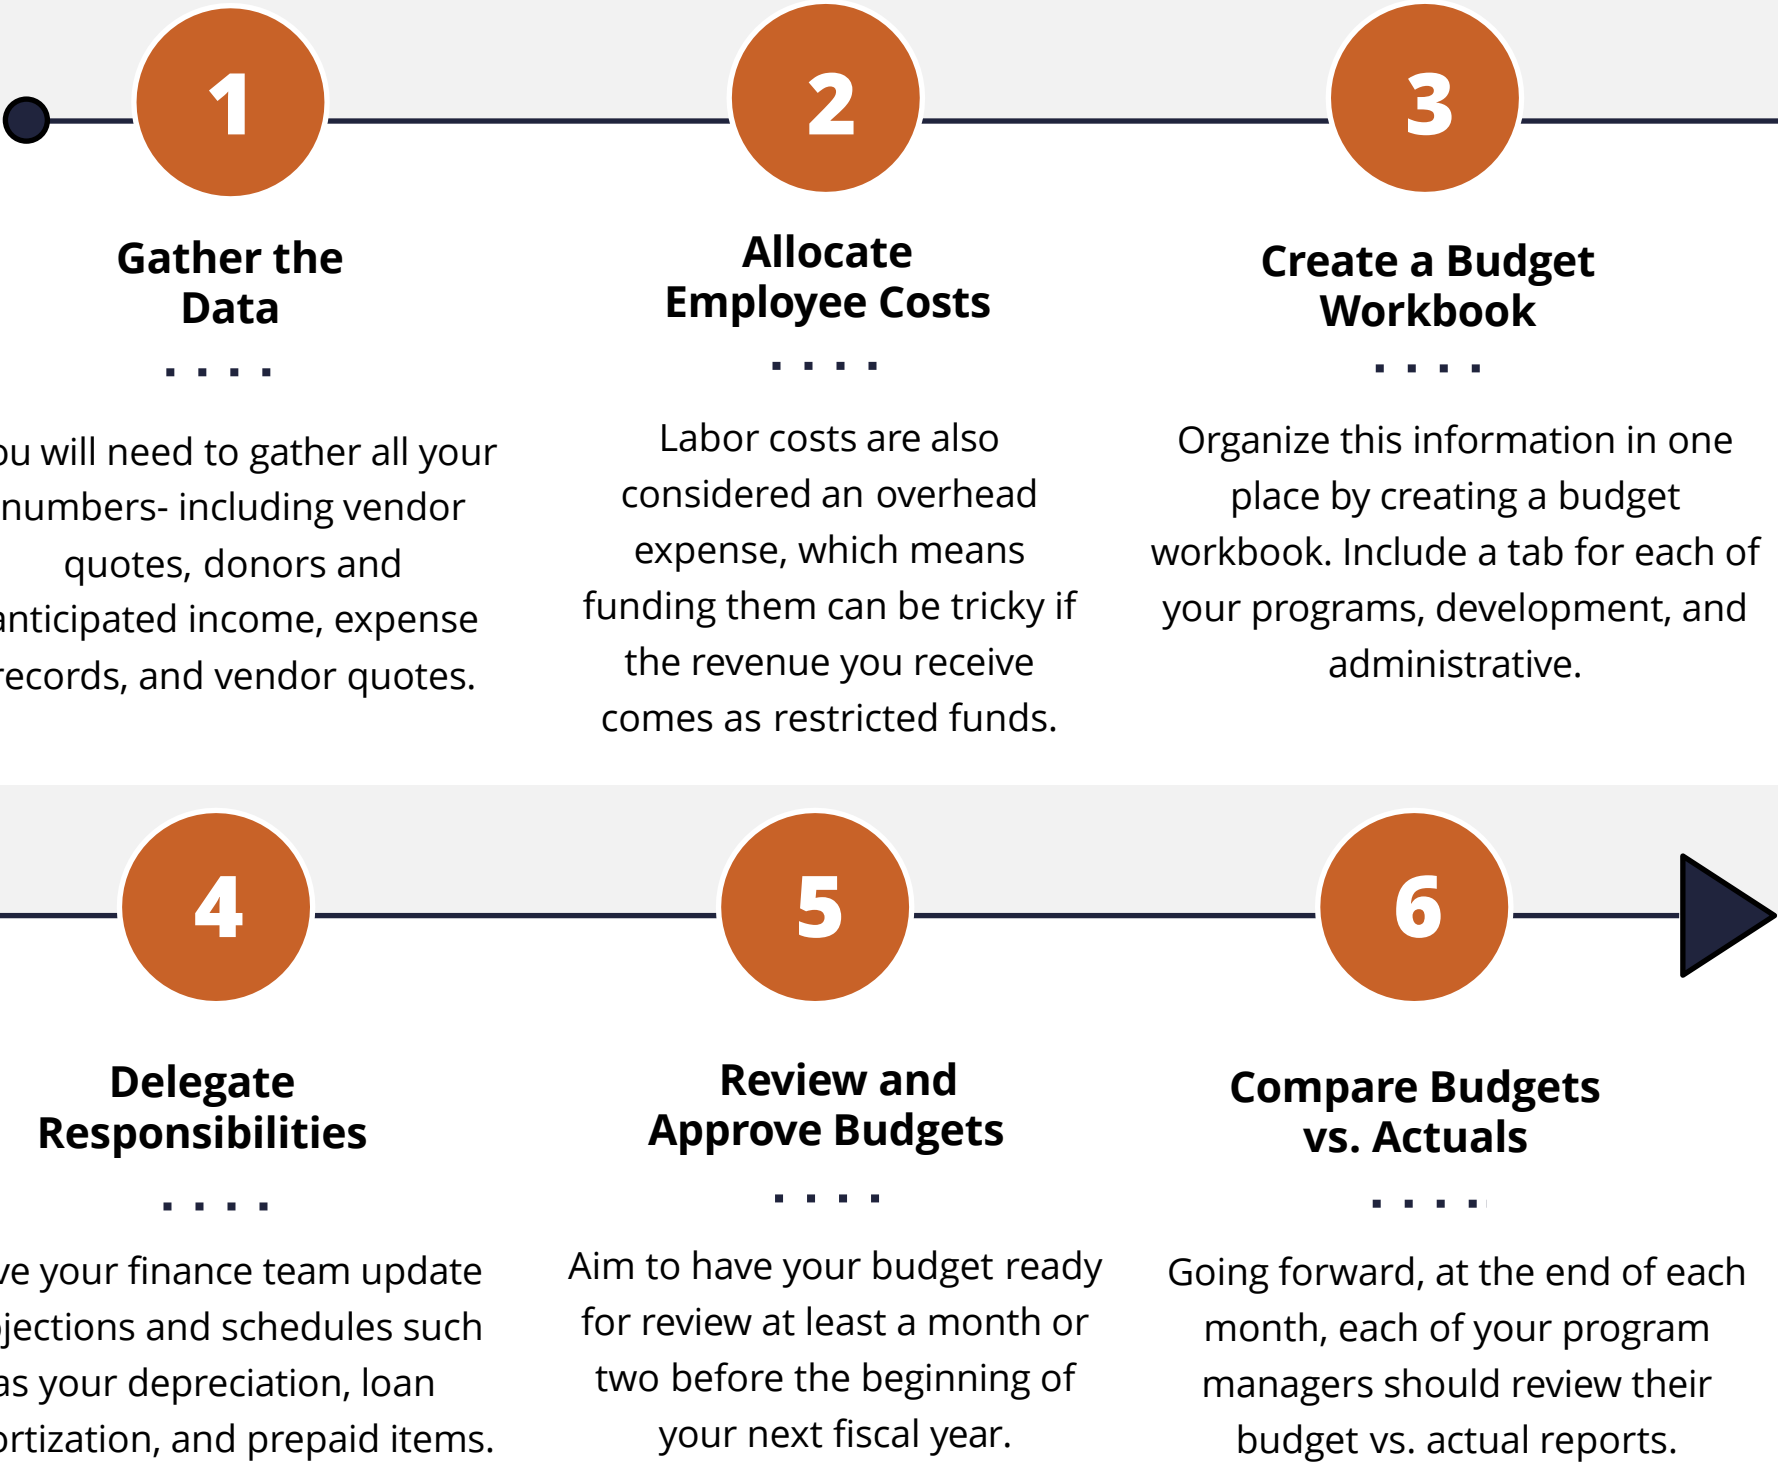 1
Gather the
Data
ou will need to gather all your
numbers- including vendor
quotes, donors and
anticipated income, expense
records, and vendor quotes.
2
Allocate
Employee Costs
Labor costs are also
considered an overhead
expense, which means
funding them can be tricky if
the revenue you receive
comes as restricted funds.
3
Create a Budget
Workbook
Organize this information in one
place by creating a budget
workbook. Include a tab for each of
your programs, development, and
administrative.
4
Delegate
Responsibilities
ve your finance team update
jections and schedules such
as your depreciation, loan
ortization, and prepaid items.
5
Review and
Approve Budgets
Aim to have your budget ready
for review at least a month or
two before the beginning of
your next fiscal year.
6
Compare Budgets
vs. Actuals
Going forward, at the end of each
month, each of your program
managers should review their
budget vs. actual reports.